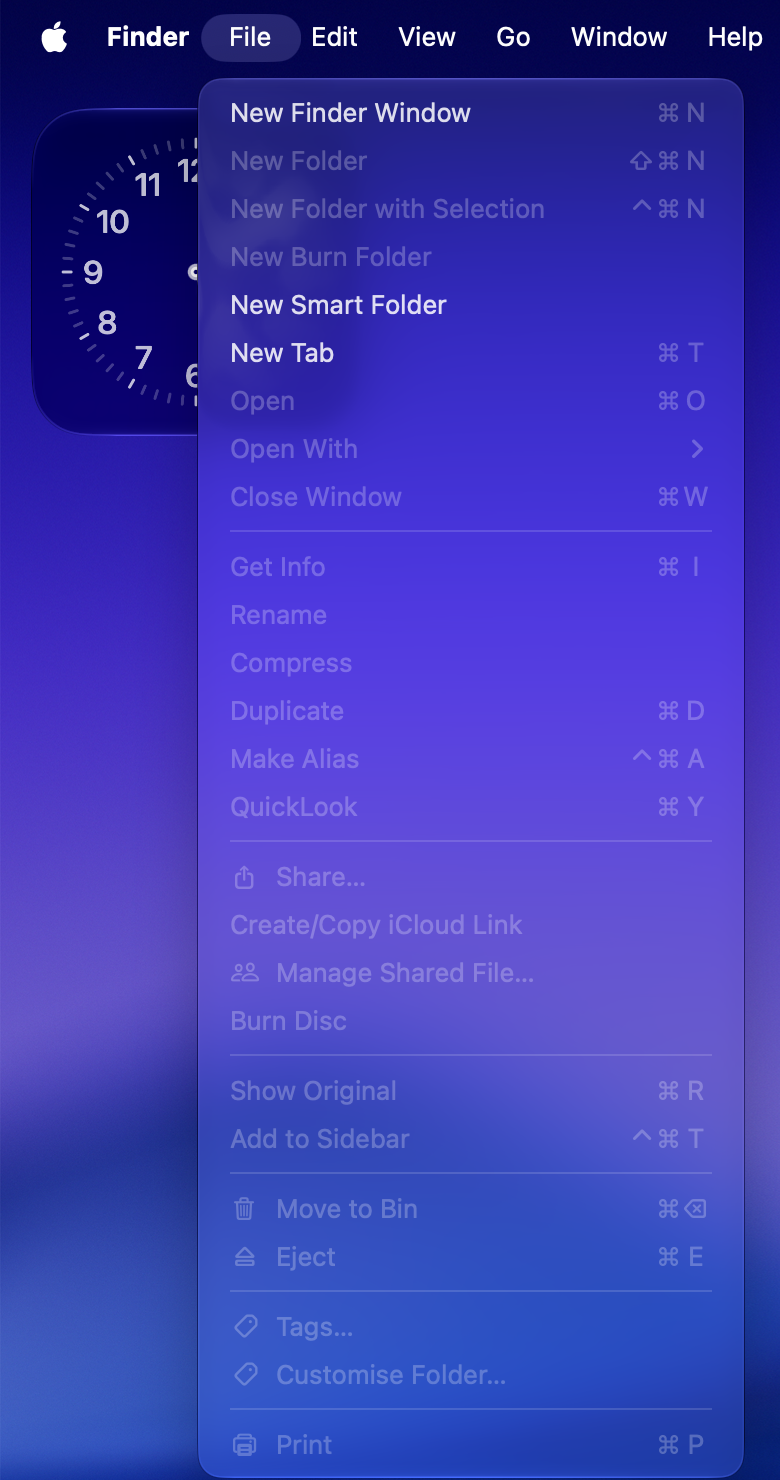 Finder File Edit View Go Window Help
12
11
10
9
8
7
6
New Finder Window ⌘ N
New Folder ⇧ ⌘ N
New Folder with Selection ^ ⌘ N
New Burn Folder
New Smart Folder
New Tab ⌘ T
Open ⌘ O
Open With >
Close Window ⌘ W
Get Info ⌘ I
Rename
Compress
Duplicate ⌘ D
Make Alias ^ ⌘ A
QuickLook ⌘ Y
Share...
Create/Copy iCloud Link
Manage Shared File...
Burn Disc
Show Original ⌘ R
Add to Sidebar ^ ⌘ T
Move to Bin ⌘ ⌫
Eject ⌘ E
Tags...
Customise Folder...
Print ⌘ P